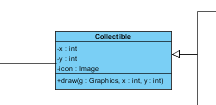 Collectible
-x : int
-y : int
-icon : Image
+draw(g : Graphics, x : int, y : int)